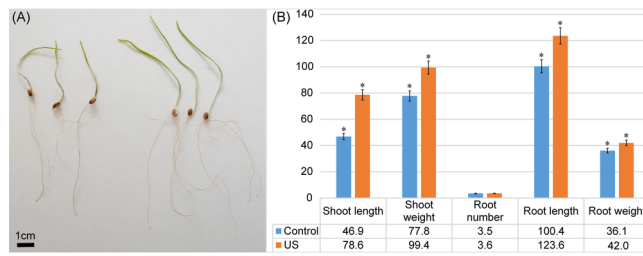 (A)
1cm
(B)
140
120
100
80
60
40
20
0
* * * * * * * *
Shoot length Shoot weight Root number Root length Root weigh
Control 46.9 77.8 3.5 100.4 36.1
US 78.6 99.4 3.6 123.6 42.0